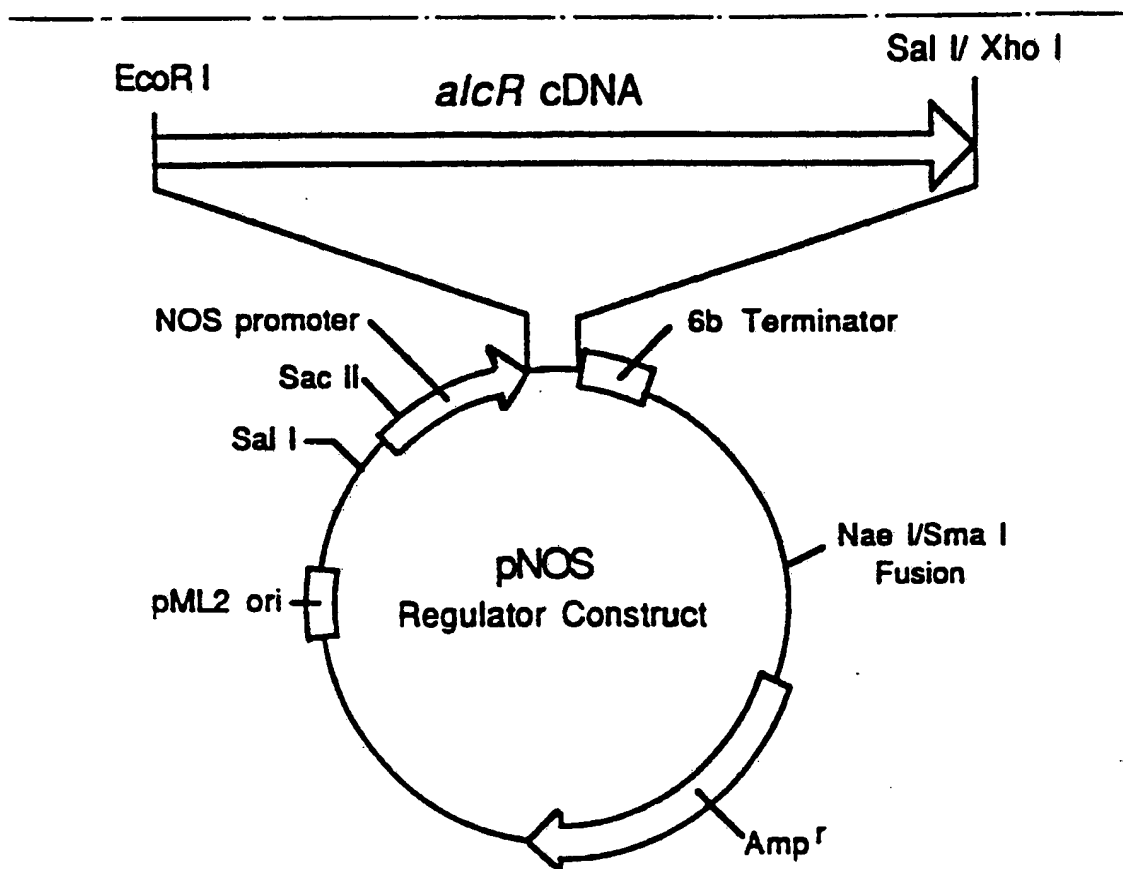 Sal I/ Xho I
EcoR I
alcR cDNA
NOS promoter
6b Terminator
Sac II
Sal I
Nae I/Sma I
Fusion
pNOS
Regulator Construct
pML2 ori
Amp r